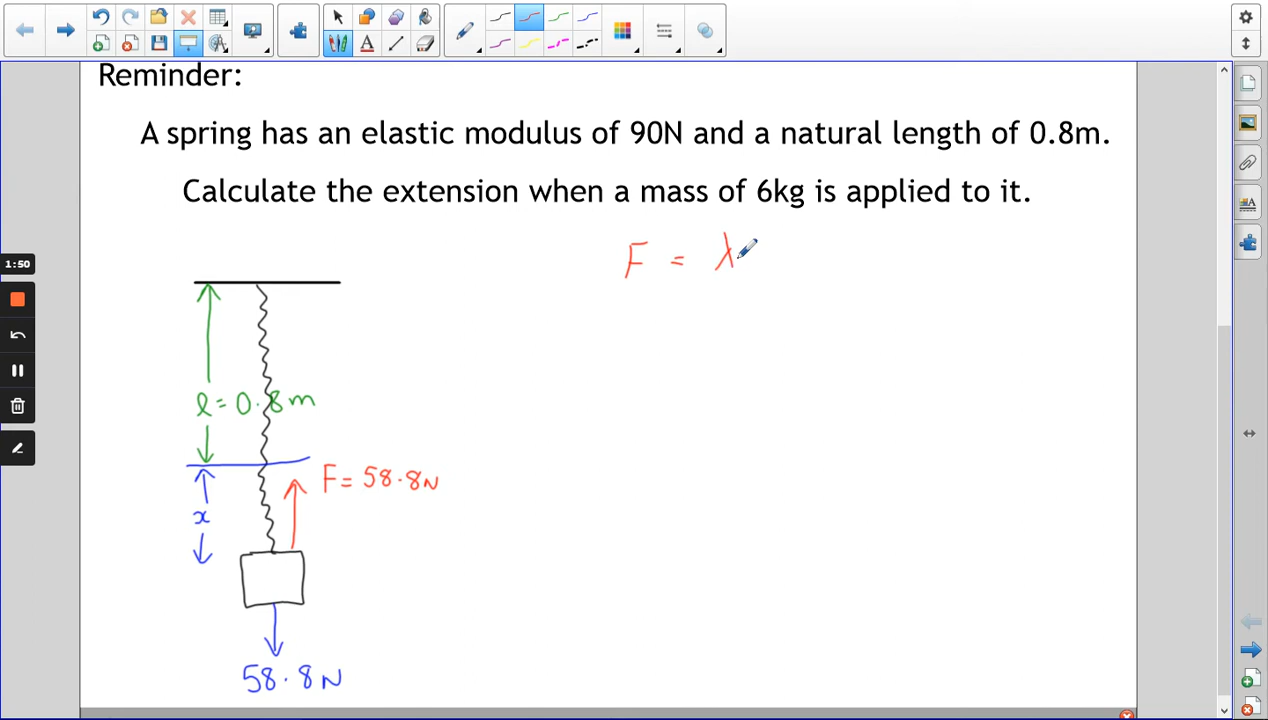 Reminder:
A spring has an elastic modulus of 90N and a natural length of 0.8m.
Calculate the extension when a mass of 6kg is applied to it.
F = λ
1:50
l = 0.8m
F = 58.8N
x
58.8N